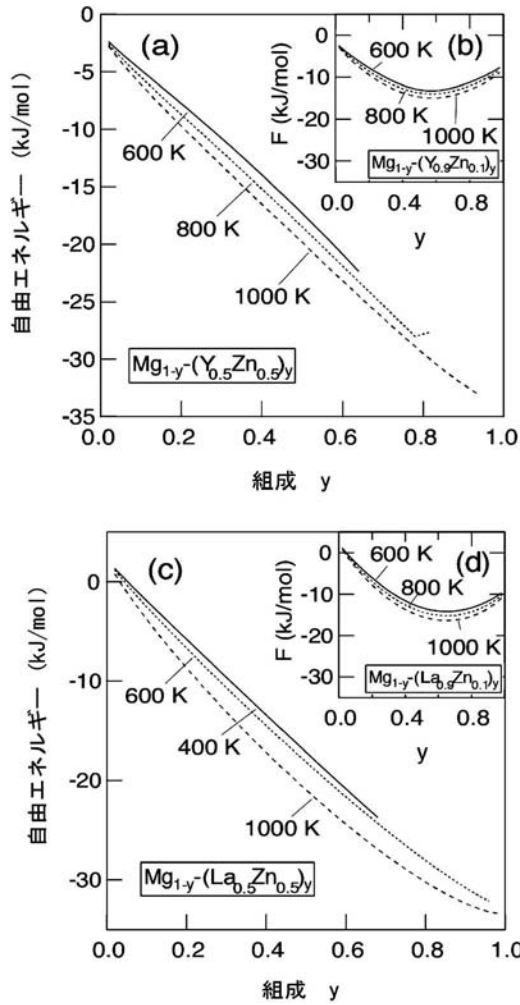 (a)
自由エネルギー (kJ/mol)
0
-5
-10
-15
-20
-25
-30
-35
600 K
800 K
1000 K
Mg1-y-(Y0.5Zn0.5)y
0.0 0.2 0.4 0.6 0.8 1.0
組成 y
(b)
F (kJ/mol)
0
-10
-20
-30
600 K
800 K
1000 K
Mg1-y-(Y0.9Zn0.1)y
0.0 0.4 0.8
y
(c)
自由エネルギー (kJ/mol)
0
-10
-20
-30
600 K
400 K
1000 K
Mg1-y-(La0.5Zn0.5)y
0.0 0.2 0.4 0.6 0.8 1.0
組成 y
(d)
F (kJ/mol)
0
-10
-20
-30
600 K
800 K
1000 K
Mg1-y-(La0.9Zn0.1)y
0.0 0.4 0.8
y